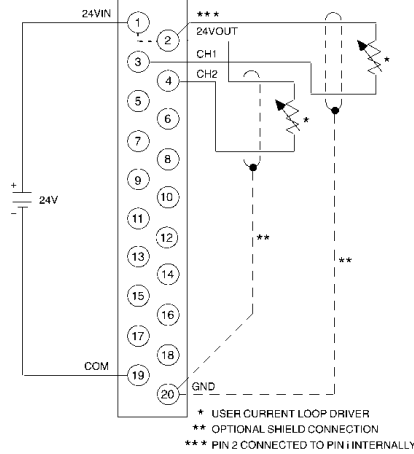 24VIN
1
***
2
24VOUT
3
CH1
4
CH2
*
5
6
*
7
8
9
10
+
24V
–
11
12
**
13
14
**
15
16
17
18
COM
19
20
GND
* USER CURRENT LOOP DRIVER
** OPTIONAL SHIELD CONNECTION
*** PIN 2 CONNECTED TO PIN i INTERNALLY